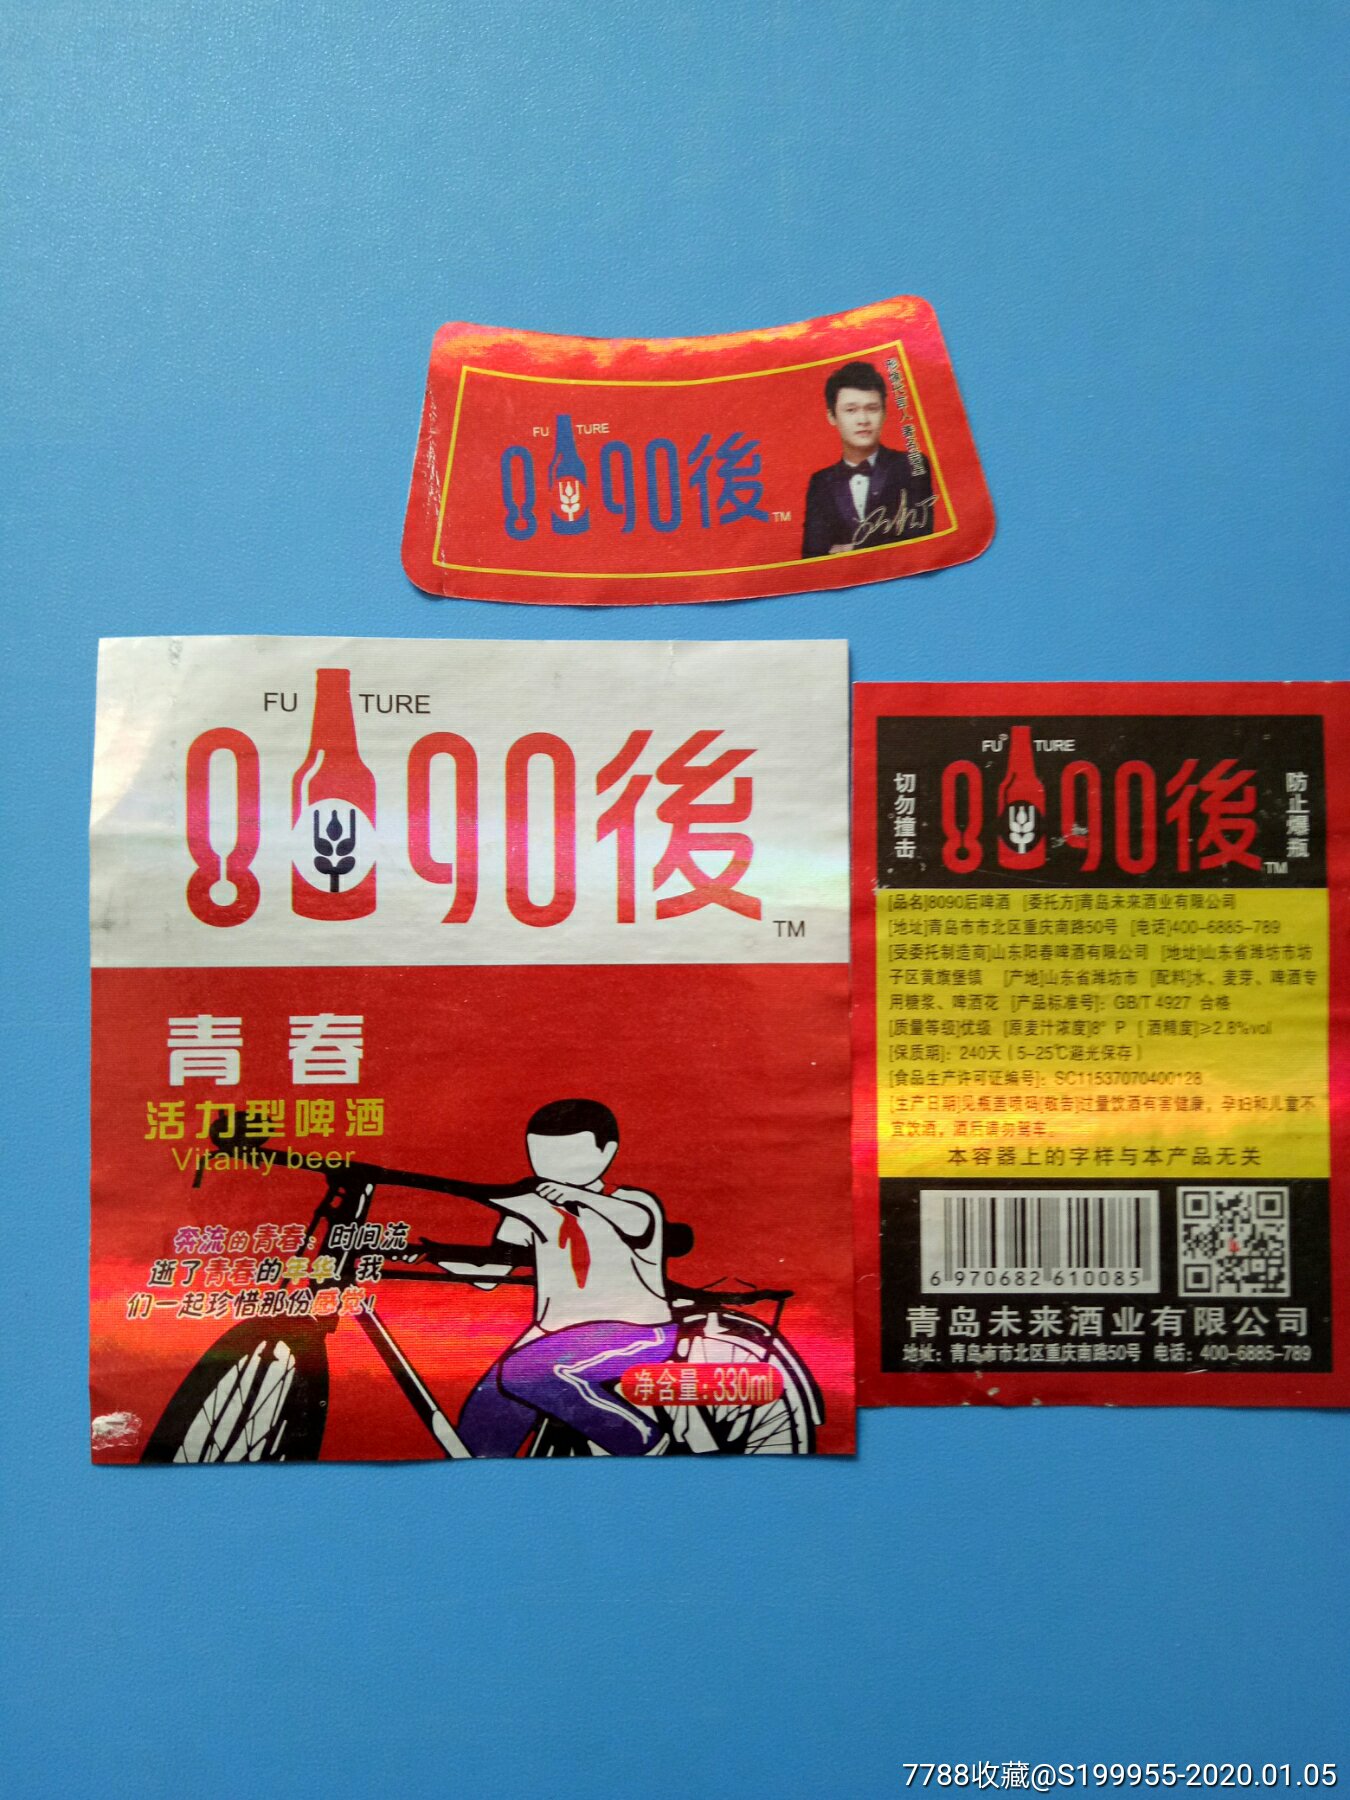 FU TURE
8090後
TM
形象代言人
FU TURE
8090後
TM
青春
活力型啤酒
Vitality beer
奔流的青春：时间流
逝了青春的年华！我
们一起珍惜那份感觉！
净含量：330ml
FU TURE
切勿撞击
8090後
防止爆瓶
TM
[品名]8090后啤酒 [委托方]青岛未来酒业有限公司
[地址]青岛市市北区重庆南路50号 [电话]400-6885-789
[受委托制造商]山东阳春啤酒有限公司 [地址]山东省潍坊市坊
子区黄旗堡镇 [产地]山东省潍坊市 [配料]水、麦芽、啤酒专
用糖浆、啤酒花 [产品标准号]：GB/T 4927 合格
[质量等级]优级 [原麦汁浓度]8°P [酒精度]≥2.8%vol
[保质期]：240天（5-25℃避光保存）
[食品生产许可证编号]：SC11537070400128
[生产日期]见瓶盖喷码[敬告]过量饮酒有害健康，孕妇和儿童不
宜饮酒，酒后请勿驾车。
本容器上的字样与本产品无关
6 970682 610085
青岛未来酒业有限公司
地址：青岛市市北区重庆南路50号 电话：400-6885-789
7788收藏@S199955-2020.01.05